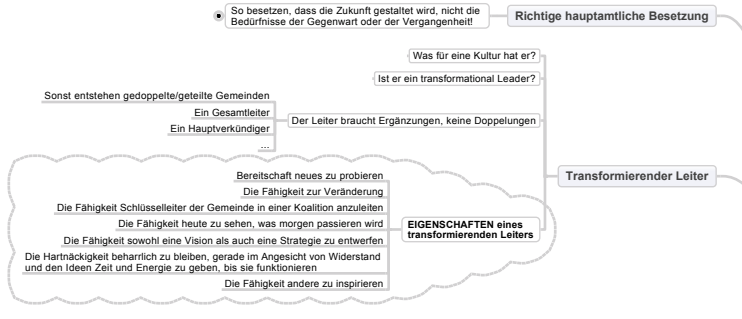 So besetzen, dass die Zukunft gestaltet wird, nicht die
Bedürfnisse der Gegenwart oder der Vergangenheit!
Richtige hauptamtliche Besetzung
Was für eine Kultur hat er?
Ist er ein transformational Leader?
Sonst entstehen gedoppelte/geteilte Gemeinden
Ein Gesamtleiter
Ein Hauptverkündiger
...
Der Leiter braucht Ergänzungen, keine Doppelungen
Transformierender Leiter
Bereitschaft neues zu probieren
Die Fähigkeit zur Veränderung
Die Fähigkeit Schlüsselleiter der Gemeinde in einer Koalition anzuleiten
Die Fähigkeit heute zu sehen, was morgen passieren wird
Die Fähigkeit sowohl eine Vision als auch eine Strategie zu entwerfen
Die Hartnäckigkeit beharrlich zu bleiben, gerade im Angesicht von Widerstand
und den Ideen Zeit und Energie zu geben, bis sie funktionieren
Die Fähigkeit andere zu inspirieren
EIGENSCHAFTEN eines
transformierenden Leiters